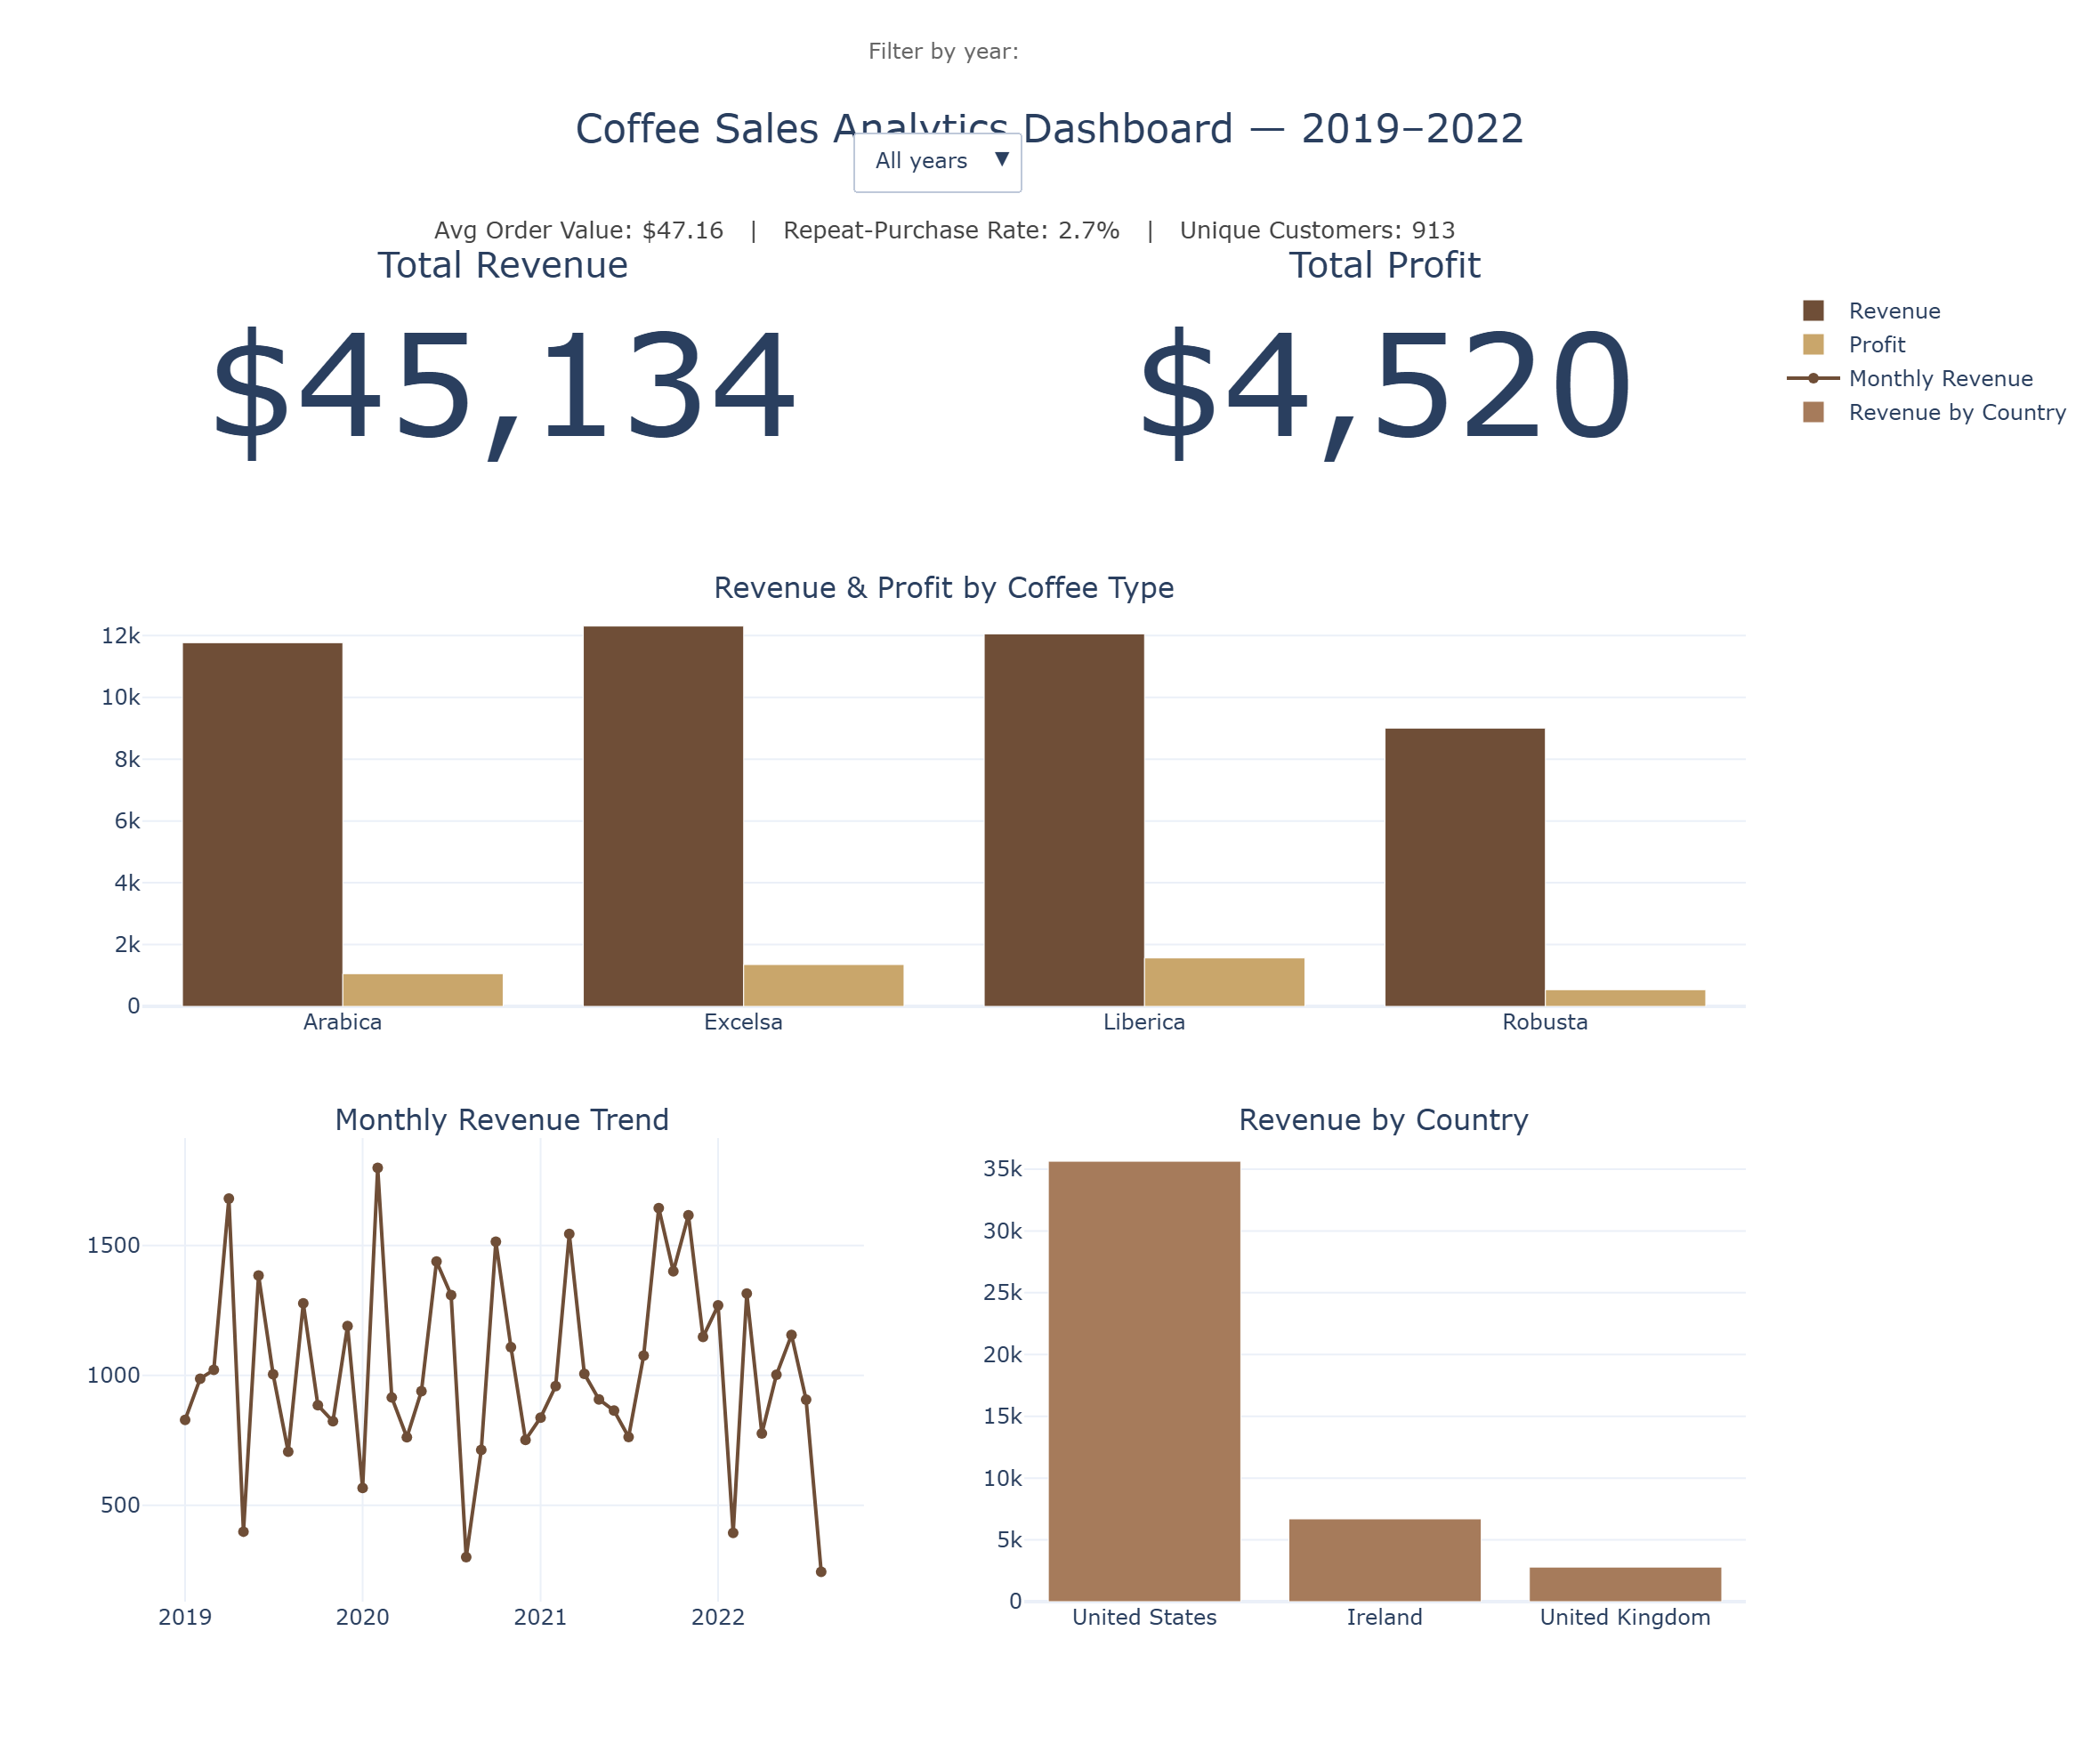 Filter by year:
Coffee Sales Analytics Dashboard — 2019–2022
All years ▼
Avg Order Value: $47.16 | Repeat-Purchase Rate: 2.7% | Unique Customers: 913
Total Revenue
Total Profit
$45,134
$4,520
Revenue
Profit
Monthly Revenue
Revenue by Country
Revenue & Profit by Coffee Type
12k
10k
8k
6k
4k
2k
0
Arabica Excelsa Liberica Robusta
Monthly Revenue Trend
1500
1000
500
2019 2020 2021 2022
Revenue by Country
35k
30k
25k
20k
15k
10k
5k
0
United States Ireland United Kingdom